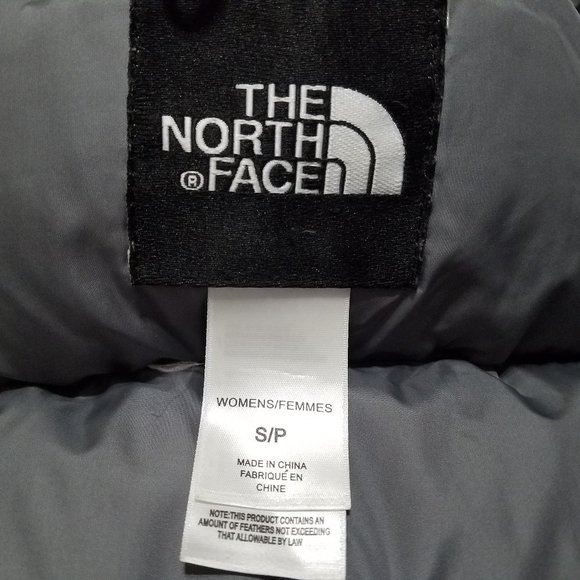 THE
NORTH
® FACE
WOMENS/FEMMES
S/P
MADE IN CHINA
FABRIQUÉ EN
CHINE
NOTE:THIS PRODUCT CONTAINS AN
AMOUNT OF FEATHERS NOT EXCEEDING
THAT ALLOWABLE BY LAW